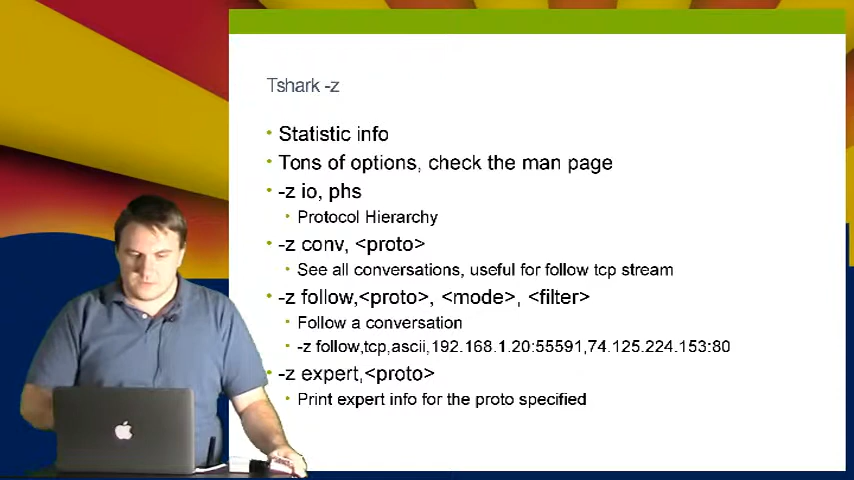 Tshark -z
• Statistic info
• Tons of options, check the man page
• -z io, phs
• Protocol Hierarchy
• -z conv, <proto>
• See all conversations, useful for follow tcp stream
• -z follow,<proto>, <mode>, <filter>
• Follow a conversation
• -z follow,tcp,ascii,192.168.1.20:55591,74.125.224.153:80
• -z expert,<proto>
• Print expert info for the proto specified